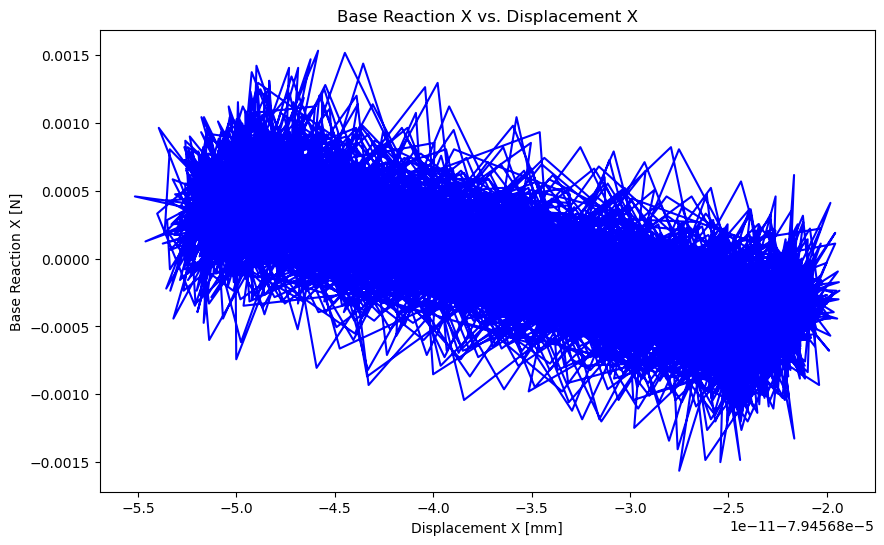 Base Reaction X vs. Displacement X
0.0015
0.0010
0.0005
0.0000
−0.0005
−0.0010
−0.0015
Base Reaction X [N]
−5.5 −5.0 −4.5 −4.0 −3.5 −3.0 −2.5 −2.0
Displacement X [mm]
1e−11−7.94568e−5